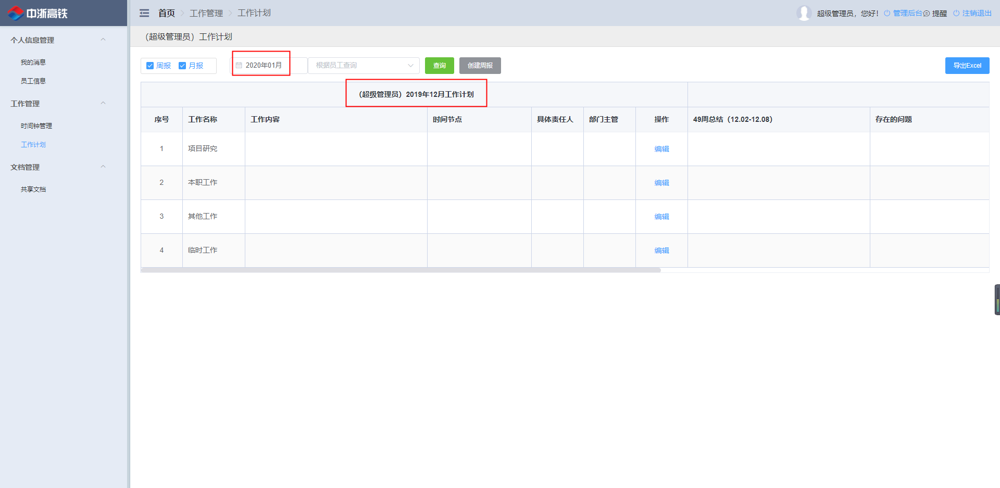 中浙高铁
首页 工作管理 工作计划
超级管理员，您好！ 管理后台 提醒 注销退出
个人信息管理
我的消息
员工信息
工作管理
时间钟管理
工作计划
文档管理
共享文档
（超级管理员）工作计划
周报 月报 2020年01月 根据员工查询 查询 创建周报 导出Excel
（超级管理员）2019年12月工作计划
序号 工作名称 工作内容 时间节点 具体责任人 部门主管 操作 49周总结（12.02-12.08） 存在的问题
1 项目研究 编辑
2 本职工作 编辑
3 其他工作 编辑
4 临时工作 编辑